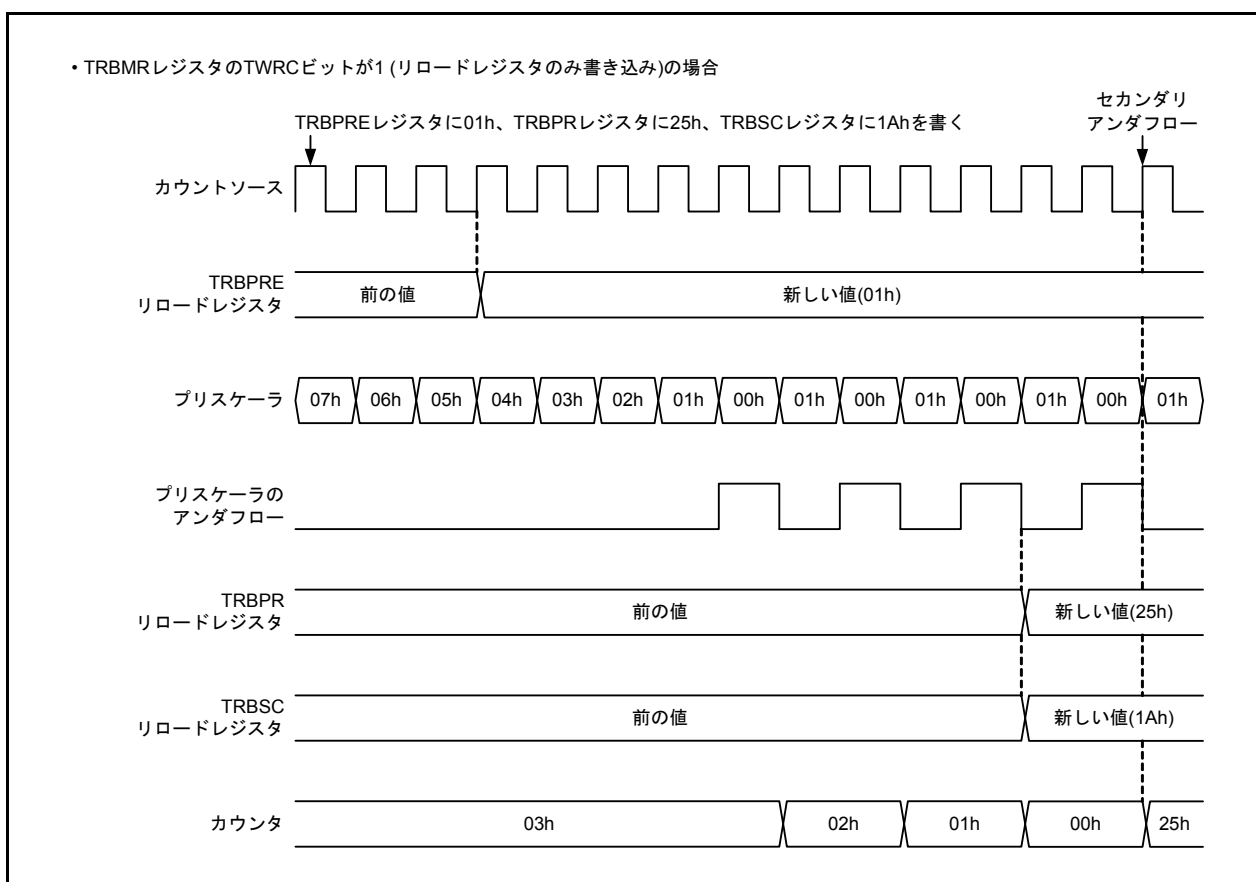 • TRBMRレジスタのTWRCビットが1 (リロードレジスタのみ書き込み)の場合
セカンダリ
アンダフロー
TRBPREレジスタに01h、TRBPRレジスタに25h、TRBSCレジスタに1Ahを書く
カウントソース
TRBPRE
リロードレジスタ
前の値
新しい値(01h)
プリスケーラ
07h 06h 05h 04h 03h 02h 01h 00h 01h 00h 01h 00h 01h 00h 01h
プリスケーラの
アンダフロー
TRBPR
リロードレジスタ
前の値
新しい値(25h)
TRBSC
リロードレジスタ
前の値
新しい値(1Ah)
カウンタ
03h 02h 01h 00h 25h